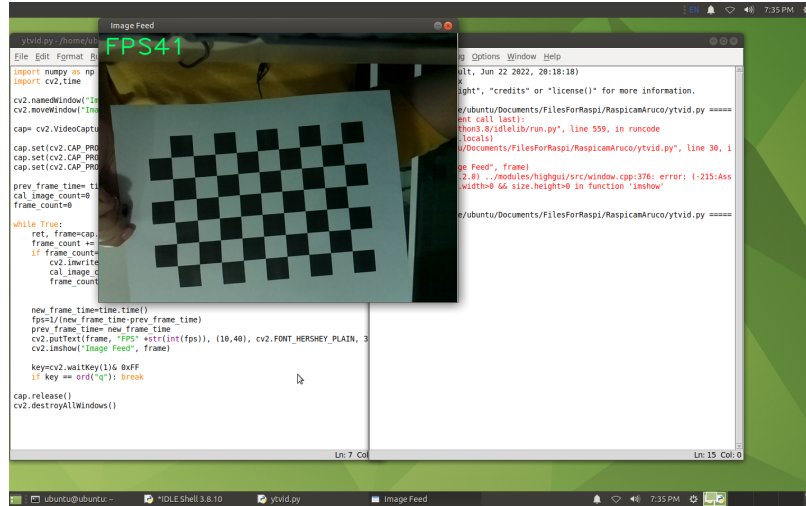 EN 7:35 PM
Image Feed
FPS41
ytvid.py - /home/ub
File Edit Format Ru
import numpy as np
import cv2,time
cv2.namedWindow("Im
cv2.moveWindow("Ima
cap= cv2.VideoCaptu
cap.set(cv2.CAP_PRO
cap.set(cv2.CAP_PRO
cap.set(cv2.CAP_PRO
prev_frame_time= ti
cal_image_count=0
frame_count=0
while True:
ret, frame=cap.
frame_count +=
if frame_count=
cv2.imwrite
cal_image_c
frame_count
new_frame_time=time.time()
fps=1/(new_frame_time-prev_frame_time)
prev_frame_time= new_frame_time
cv2.putText(frame, "FPS" +str(int(fps)), (10,40), cv2.FONT_HERSHEY_PLAIN, 3
cv2.imshow("Image Feed", frame)
key=cv2.waitKey(1)& 0xFF
if key == ord("q"): break
cap.release()
cv2.destroyAllWindows()
Ln: 7 Col
Options Window Help
ult, Jun 22 2022, 20:18:18)
x
ight", "credits" or "license()" for more information.
e/ubuntu/Documents/FilesForRaspi/RaspicamAruco/ytvid.py =====
ent call last):
thon3.8/idlelib/run.py", line 559, in runcode
.locals)
u/Documents/FilesForRaspi/RaspicamAruco/ytvid.py", line 30, i
ge Feed", frame)
.2.0) ../modules/highgui/src/window.cpp:376: error: (-215:Ass
.width>0 && size.height>0 in function 'imshow'
e/ubuntu/Documents/FilesForRaspi/RaspicamAruco/ytvid.py =====
Ln: 15 Col: 0
ubuntu@ubuntu: ~ *IDLE Shell 3.8.10 ytvid.py Image Feed 7:35 PM